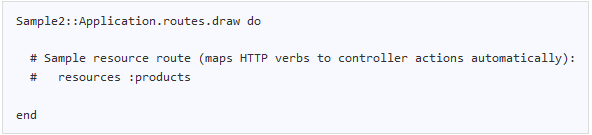 Sample2::Application.routes.draw do
# Sample resource route (maps HTTP verbs to controller actions automatically):
#   resources :products
end